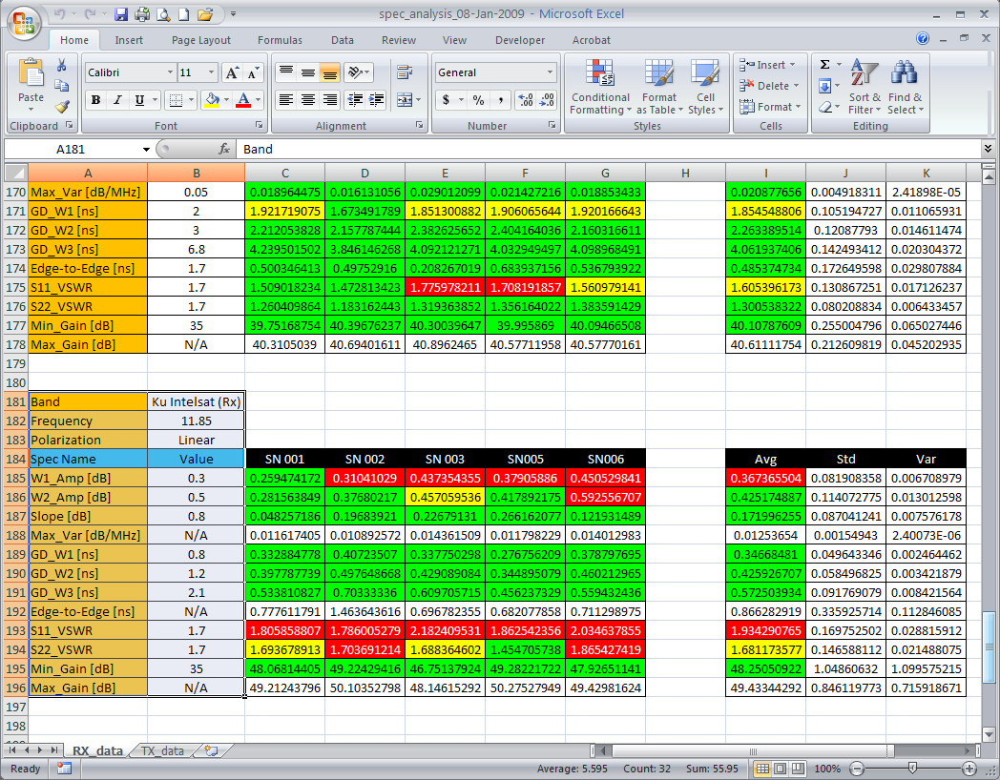 spec_analysis_08-Jan-2009 - Microsoft Excel
Home Insert Page Layout Formulas Data Review View Developer Acrobat
Paste
Calibri 11
B I U
A A
General
$ % , .00 .0
Conditional Formatting
Format as Table
Cell Styles
Insert
Delete
Format
Σ
Sort & Filter
Find & Select
Clipboard Font Alignment Number Styles Cells Editing
A181 fx Band
A B C D E F G H I J K
170 Max_Var [dB/MHz] 0.05 0.018964475 0.016131056 0.029012099 0.021427216 0.018853433 0.020877656 0.004918311 2.41898E-05
171 GD_W1 [ns] 2 1.921719075 1.673491789 1.851300882 1.906065644 1.920166643 1.854548806 0.105194727 0.011065931
172 GD_W2 [ns] 3 2.212053828 2.157787444 2.382625652 2.404164036 2.160316611 2.263389514 0.12087793 0.014611474
173 GD_W3 [ns] 6.8 4.239501502 3.846146268 4.092121271 4.032949497 4.098968491 4.061937406 0.142493412 0.020304372
174 Edge-to-Edge [ns] 1.7 0.500346413 0.49752916 0.208267019 0.683937156 0.536793922 0.485374734 0.172649598 0.029807884
175 S11_VSWR 1.7 1.509018234 1.472813423 1.775978211 1.708191857 1.560979141 1.605396173 0.130867251 0.017126237
176 S22_VSWR 1.7 1.260409864 1.183162443 1.319363852 1.356164022 1.383591429 1.300538322 0.080208834 0.006433457
177 Min_Gain [dB] 35 39.75168754 40.39676237 40.30039647 39.995869 40.09466508 40.10787609 0.255004796 0.065027446
178 Max_Gain [dB] N/A 40.3105039 40.69401611 40.8962465 40.57711958 40.57770161 40.61111754 0.212609819 0.045202935
179
180
181 Band Ku Intelsat (Rx)
182 Frequency 11.85
183 Polarization Linear
184 Spec Name Value SN 001 SN 002 SN 003 SN005 SN006 Avg Std Var
185 W1_Amp [dB] 0.3 0.259474172 0.31041029 0.437354355 0.37905886 0.450529841 0.367365504 0.081908358 0.006708979
186 W2_Amp [dB] 0.5 0.281563849 0.37680217 0.457059536 0.417892175 0.592556707 0.425174887 0.114072775 0.013012598
187 Slope [dB] 0.8 0.048257186 0.19683921 0.22679131 0.266162077 0.121931489 0.171996255 0.087041241 0.007576178
188 Max_Var [dB/MHz] N/A 0.011617405 0.010892572 0.014361509 0.011798229 0.014012983 0.01253654 0.00154943 2.40073E-06
189 GD_W1 [ns] 0.8 0.332884778 0.40723507 0.337750298 0.276756209 0.378797695 0.34668481 0.049643346 0.002464462
190 GD_W2 [ns] 1.2 0.397787739 0.497648668 0.429089084 0.344895079 0.460212965 0.425926707 0.058496825 0.003421879
191 GD_W3 [ns] 2.1 0.533810827 0.70333336 0.609705715 0.456237329 0.559432436 0.572503934 0.091769079 0.008421564
192 Edge-to-Edge [ns] N/A 0.777611791 1.463643616 0.696782355 0.682077858 0.711298975 0.866282919 0.335925714 0.112846085
193 S11_VSWR 1.7 1.805858807 1.786005279 2.182409531 1.862542356 2.034637855 1.934290765 0.169752502 0.028815912
194 S22_VSWR 1.7 1.693678913 1.703691214 1.688364602 1.454705738 1.865427419 1.681173577 0.146588112 0.021488075
195 Min_Gain [dB] 35 48.06814405 49.22429416 46.75137924 49.28221722 47.92651141 48.25050922 1.04860632 1.099575215
196 Max_Gain [dB] N/A 49.21243796 50.10352798 48.14615292 50.27527949 49.42981624 49.43344292 0.846119773 0.715918671
197
198
RX_data TX_data
Ready Average: 5.595 Count: 32 Sum: 55.95 100%